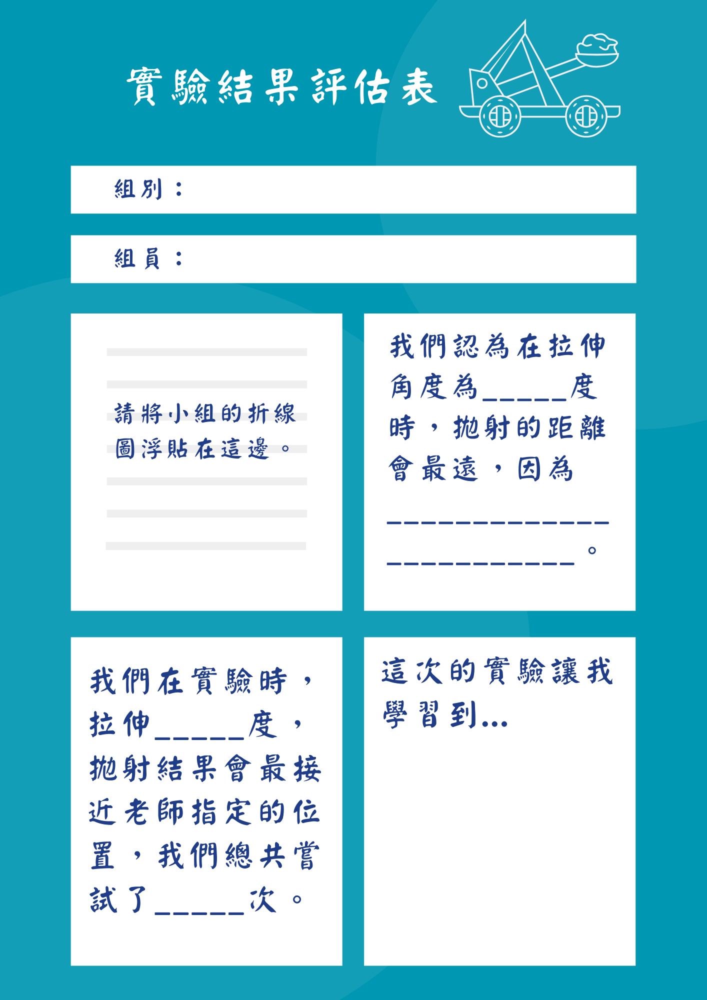 實驗結果評估表
組別：
組員：
請將小組的折線
圖浮貼在這邊。
我們認為在拉伸
角度為_____度
時，拋射的距離
會最遠，因為
_____________
___________。
我們在實驗時，
拉伸_____度，
拋射結果會最接
近老師指定的位
置，我們總共嘗
試了_____次。
這次的實驗讓我
學習到...